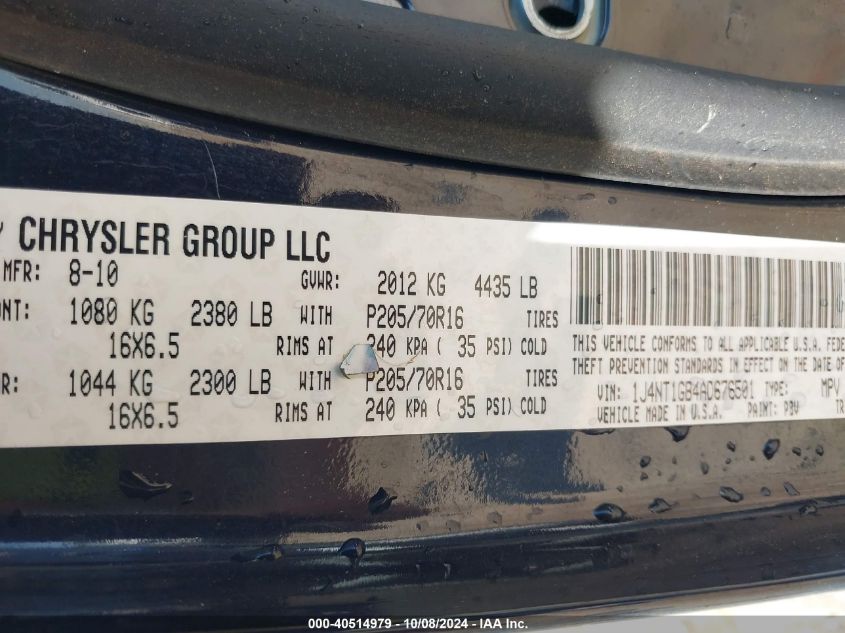 CHRYSLER GROUP LLC
MFR: 8-10 GVWR: 2012 KG 4435 LB
ONT: 1080 KG 2380 LB WITH P205/70R16 TIRES
16X6.5 RIMS AT 240 KPA ( 35 PSI) COLD
R: 1044 KG 2300 LB WITH P205/70R16 TIRES
16X6.5 RIMS AT 240 KPA ( 35 PSI) COLD
THIS VEHICLE CONFORMS TO ALL APPLICABLE U.S.A. FEDE
THEFT PREVENTION STANDARDS IN EFFECT ON THE DATE OF
VIN: 1J4NT1GB4AD676501 TYPE: MPV
VEHICLE MADE IN U.S.A. PAINT: PBV TR
000-40514979 - 10/08/2024 - IAA Inc.